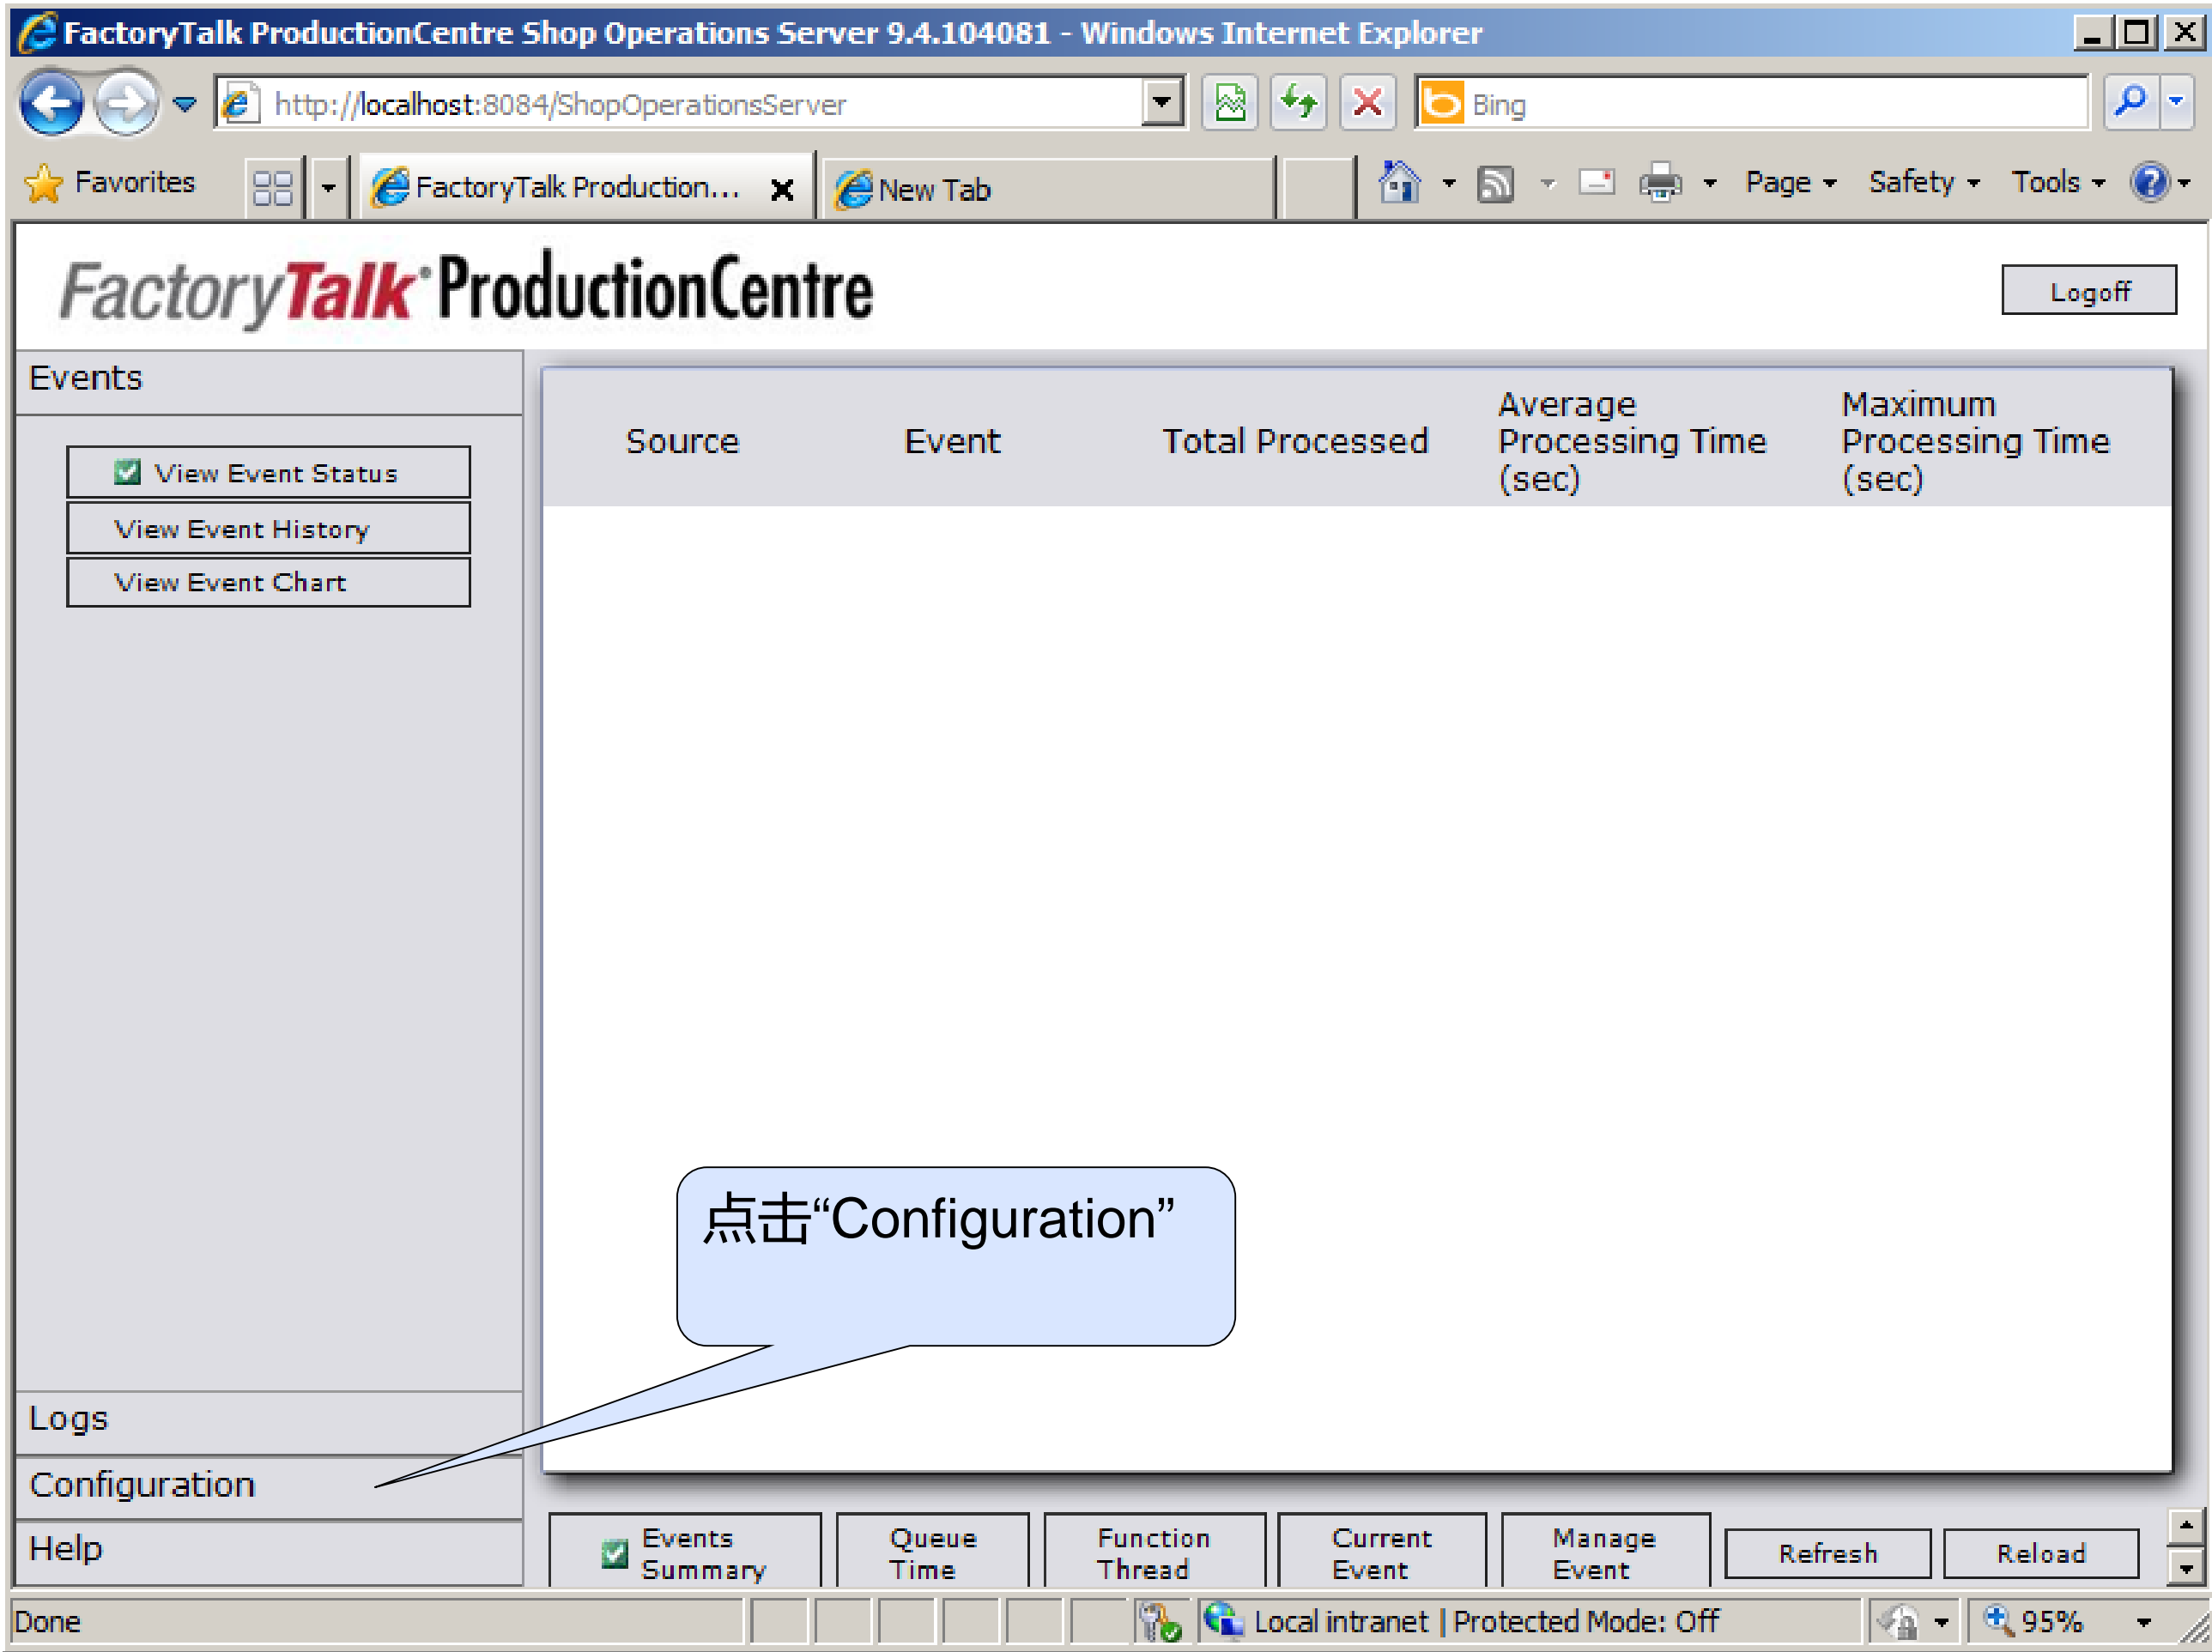 FactoryTalk ProductionCentre Shop Operations Server 9.4.104081 - Windows Internet Explorer
http://localhost:8084/ShopOperationsServer
Bing
Favorites
FactoryTalk Production...
New Tab
Page
Safety
Tools
FactoryTalk ProductionCentre
Logoff
Events
View Event Status
View Event History
View Event Chart
Source
Event
Total Processed
Average
Processing Time
(sec)
Maximum
Processing Time
(sec)
点击“Configuration”
Logs
Configuration
Help
Events
Summary
Queue
Time
Function
Thread
Current
Event
Manage
Event
Refresh
Reload
Done
Local intranet | Protected Mode: Off
95%